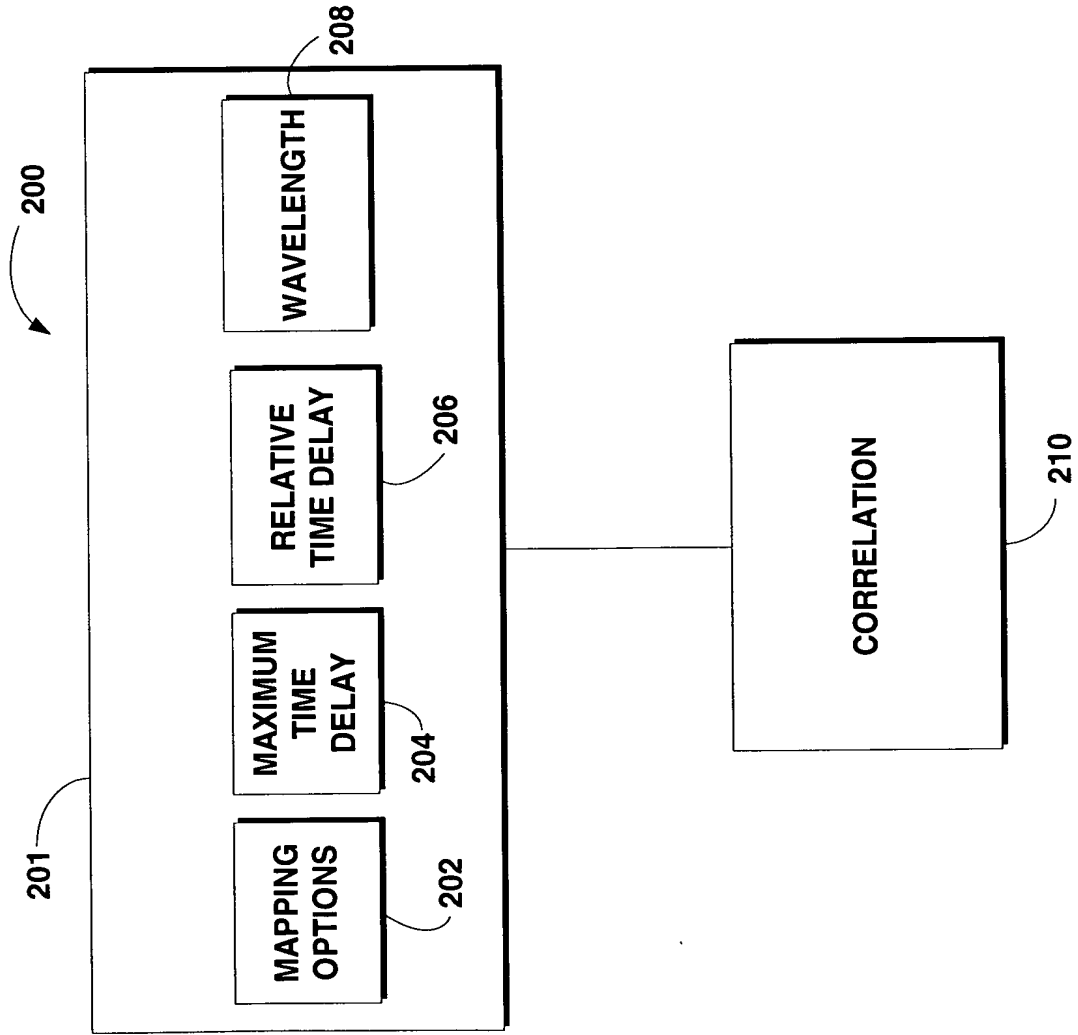 200
201
MAPPING
OPTIONS
202
MAXIMUM
TIME
DELAY
204
RELATIVE
TIME DELAY
206
WAVELENGTH
208
CORRELATION
210